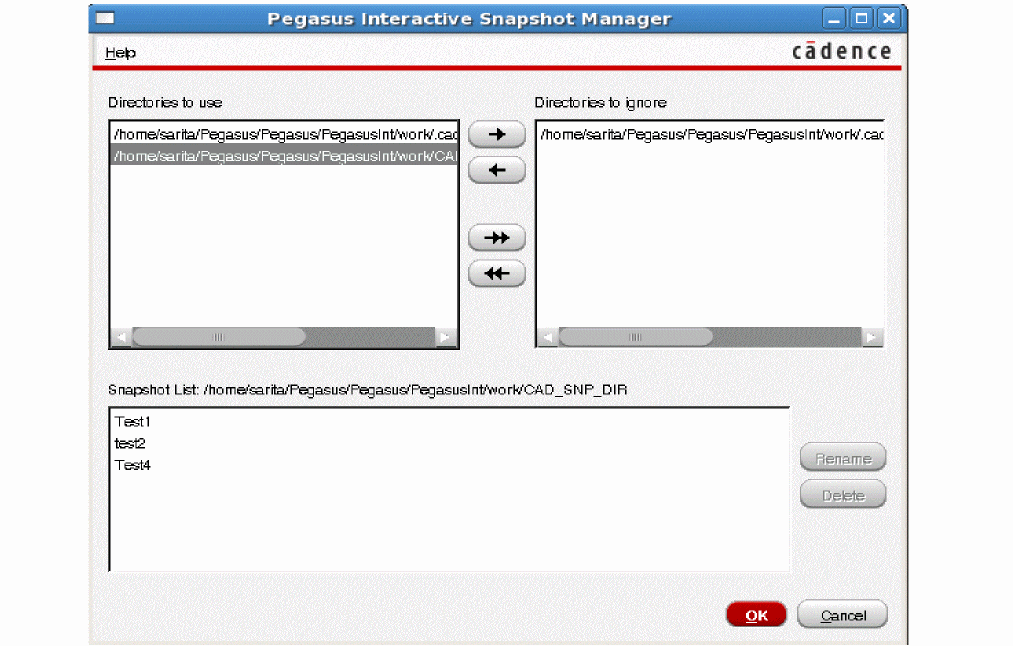 Pegasus Interactive Snapshot Manager
Help
cādence
Directories to use
Directories to ignore
/home/sarita/Pegasus/Pegasus/PegasusInt/work/.cad
/home/sarita/Pegasus/Pegasus/PegasusInt/work/CAD
/home/sarita/Pegasus/Pegasus/PegasusInt/work/.cad
Snapshot List: /home/sarita/Pegasus/Pegasus/PegasusInt/work/CAD_SNP_DIR
Test1
test2
Test4
Rename
Delete
OK
Cancel